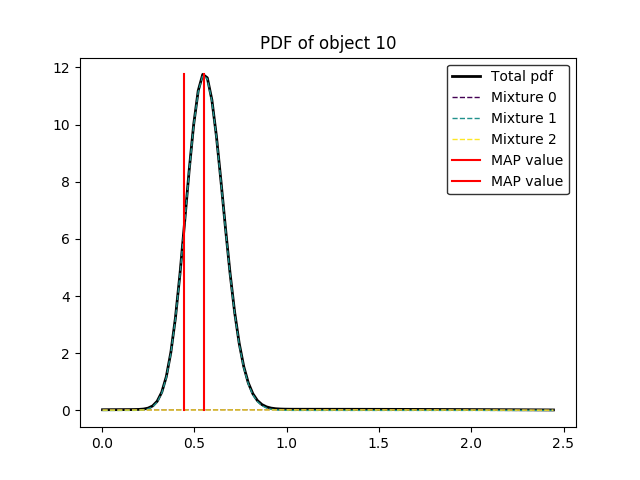 PDF of object 10
Total pdf
Mixture 0
Mixture 1
Mixture 2
MAP value
MAP value
12
10
8
6
4
2
0
0.0 0.5 1.0 1.5 2.0 2.5